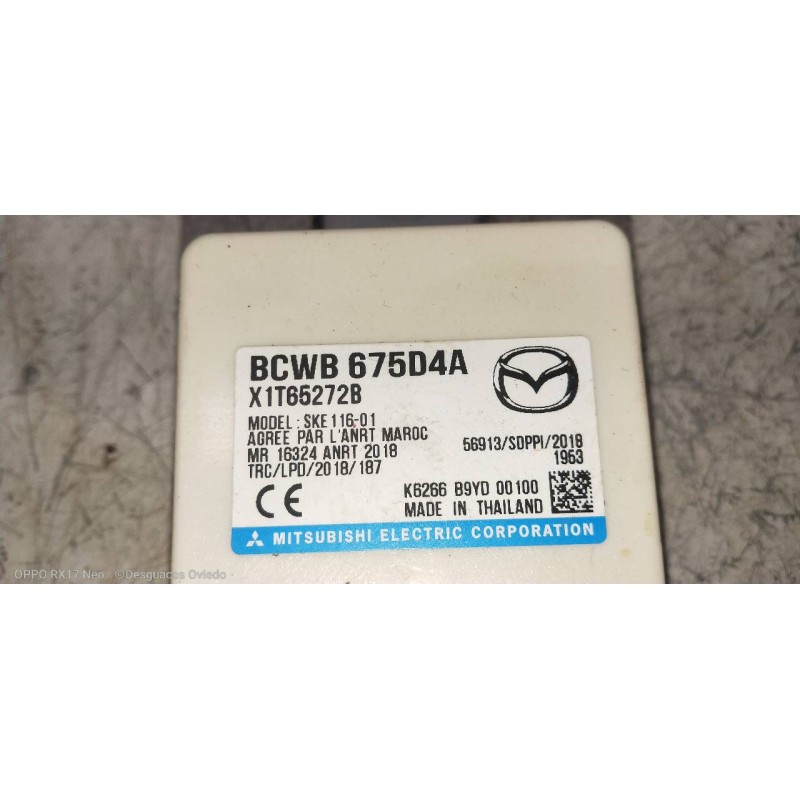 BCWB 675D4A
X1T65272B
MODEL : SKE116-01
AGREE PAR L'ANRT MAROC
MR 16324 ANRT 2018
TRC/LPD/2018/187
56913/SDPPI/2018
1953
K6266 B9YD 00100
MADE IN THAILAND
CE
MITSUBISHI ELECTRIC CORPORATION
OPPO RX17 Neo ©Desguaces Oviedo